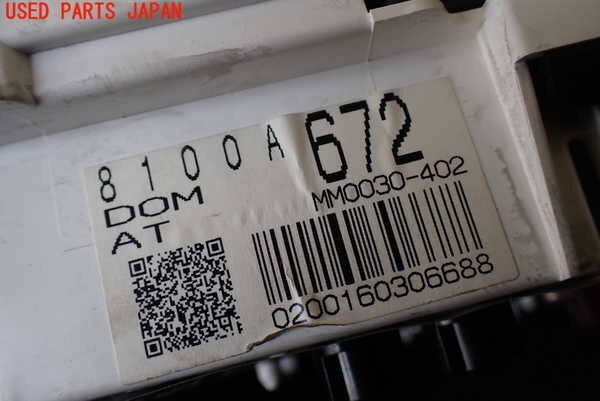 USED PARTS JAPAN
8100A672
DOM
MM0030-402
AT
0200160306688